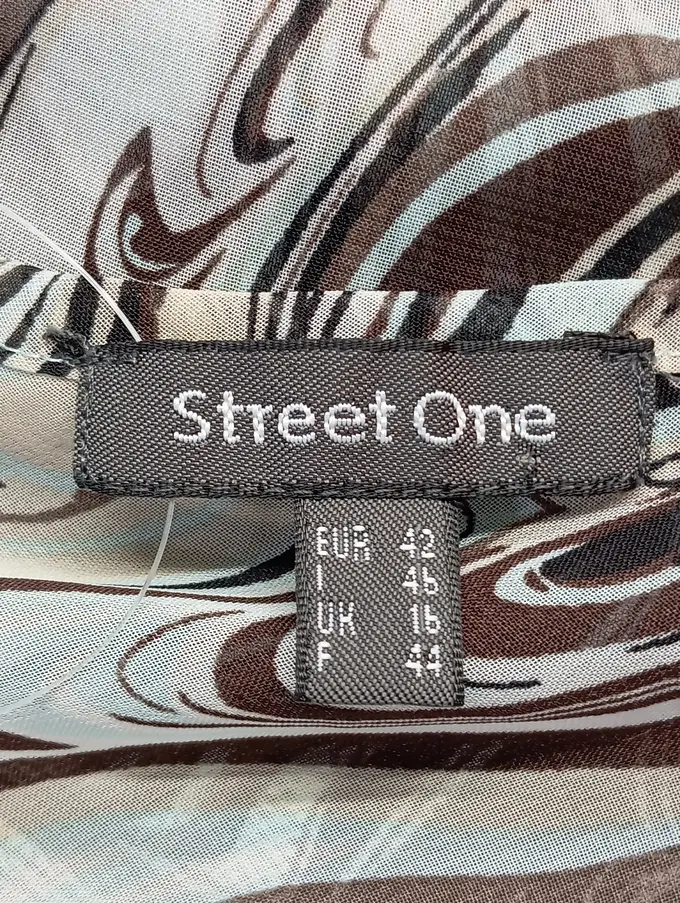 Street One
EUR 42
I 46
UK 16
F 44